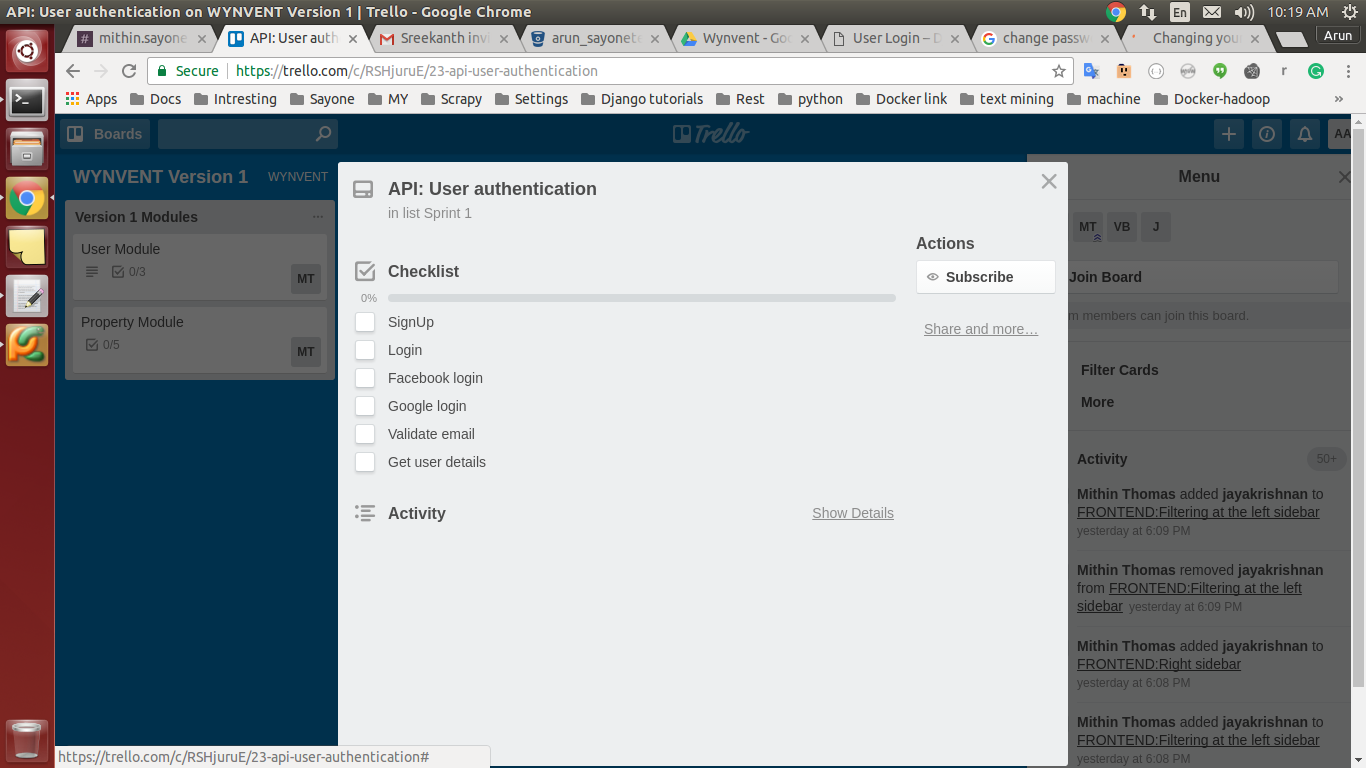 API: User authentication on WYNVENT Version 1 | Trello - Google Chrome
En
10:19 AM
mithin.sayone
API: User auth
Sreekanth inv
arun_sayonete
Wynvent - Goo
User Login – D
change passw
Changing you
Arun
Secure
https://trello.com/c/RSHjuruE/23-api-user-authentication
Apps
Docs
Intresting
Sayone
MY
Scrapy
Settings
Django tutorials
Rest
python
Docker link
text mining
machine
Docker-hadoop
»
Boards
Trello
AA
WYNVENT Version 1
WYNVENT
Version 1 Modules
User Module
0/3
MT
Property Module
0/5
MT
API: User authentication
in list Sprint 1
Checklist
0%
SignUp
Login
Facebook login
Google login
Validate email
Get user details
Activity
Show Details
Actions
Subscribe
Share and more…
Menu
MT
VB
J
Join Board
m members can join this board.
Filter Cards
More
Activity
50+
Mithin Thomas added jayakrishnan to
FRONTEND:Filtering at the left sidebar
yesterday at 6:09 PM
Mithin Thomas removed jayakrishnan
from FRONTEND:Filtering at the left
sidebar yesterday at 6:09 PM
Mithin Thomas added jayakrishnan to
FRONTEND:Right sidebar
yesterday at 6:08 PM
Mithin Thomas added jayakrishnan to
FRONTEND:Filtering at the left sidebar
yesterday at 6:08 PM
https://trello.com/c/RSHjuruE/23-api-user-authentication#